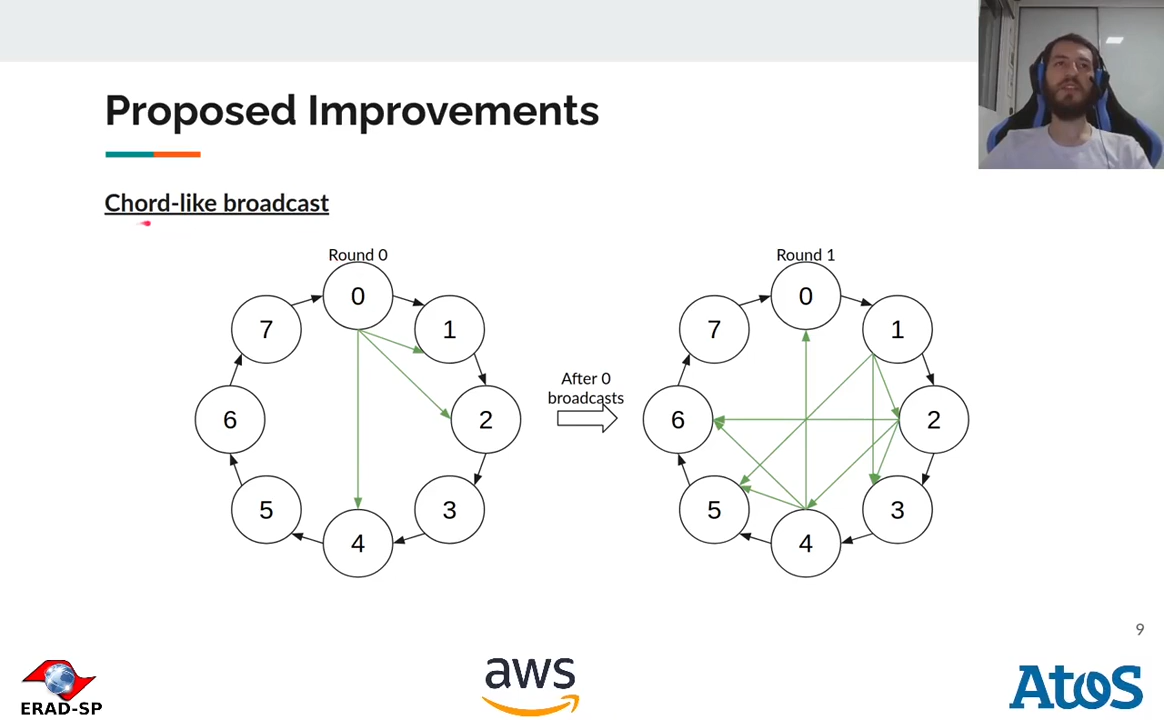 Proposed Improvements
Chord-like broadcast
Round 0
0
1
2
3
4
5
6
7
After 0
broadcasts
Round 1
0
1
2
3
4
5
6
7
9
ERAD-SP
aws
Atos